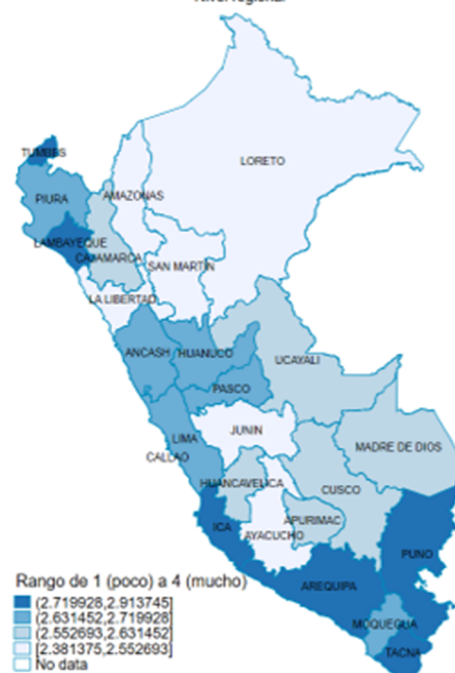 Nivel regional
LORETO
TUMBES
PIURA
AMAZONAS
LAMBAYEQUE
CAJAMARCA
SAN MARTIN
LA LIBERTAD
ANCASH
HUANUCO
UCAYALI
PASCO
LIMA
JUNIN
CALLAO
MADRE DE DIOS
HUANCAVELICA
CUSCO
ICA
APURIMAC
AYACUCHO
PUNO
AREQUIPA
MOQUEGUA
TACNA
Rango de 1 (poco) a 4 (mucho)
(2.719928,2.913745]
(2.631452,2.719928]
(2.552693,2.631452]
[2.381375,2.552693]
No data